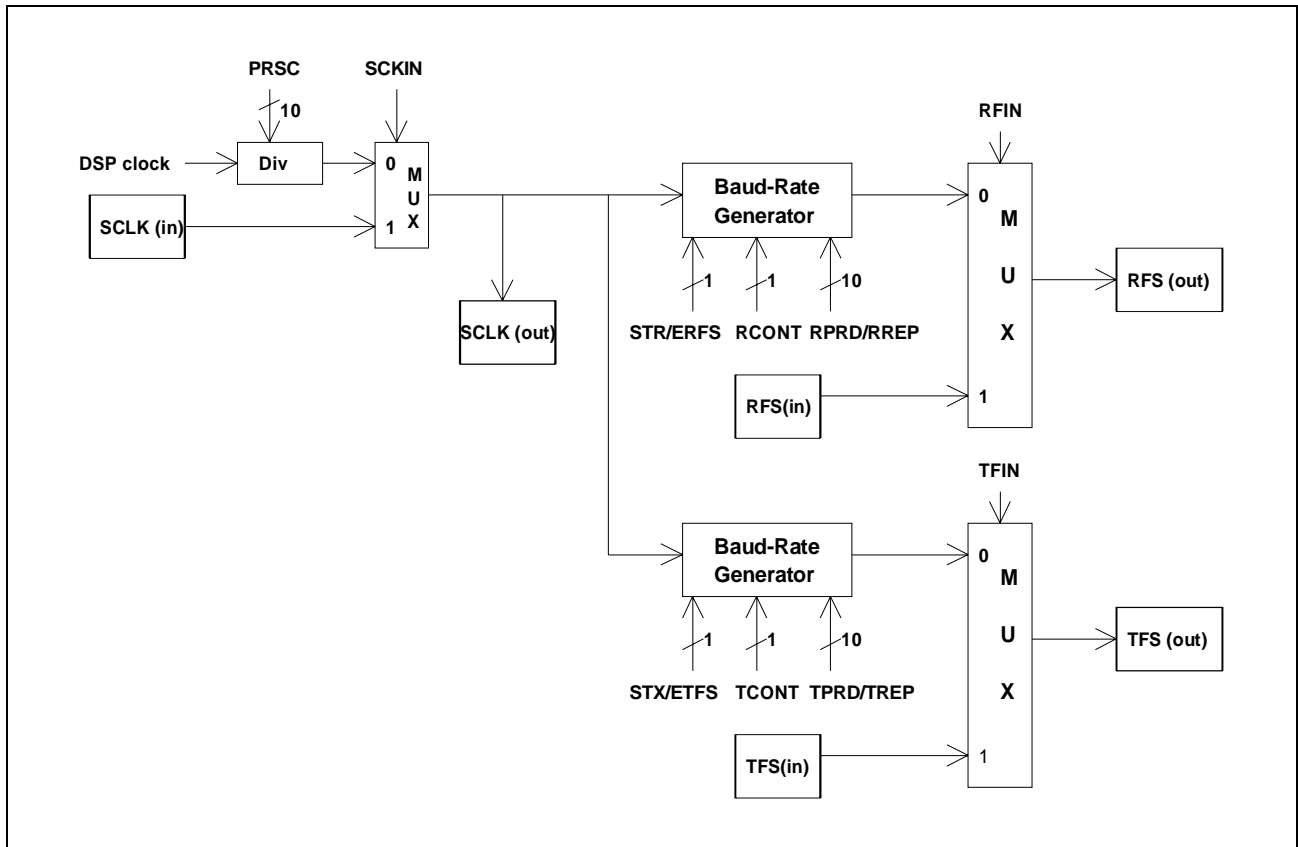 PRSC
SCKIN
10
RFIN
DSP clock
Div
0
M
U
X
1
SCLK (in)
Baud-Rate
Generator
0
M
U
X
1
RFS (out)
1
1
10
SCLK (out)
STR/ERFS
RCONT
RPRD/RREP
RFS(in)
TFIN
Baud-Rate
Generator
0
M
U
X
1
TFS (out)
1
1
10
STX/ETFS
TCONT
TPRD/TREP
TFS(in)